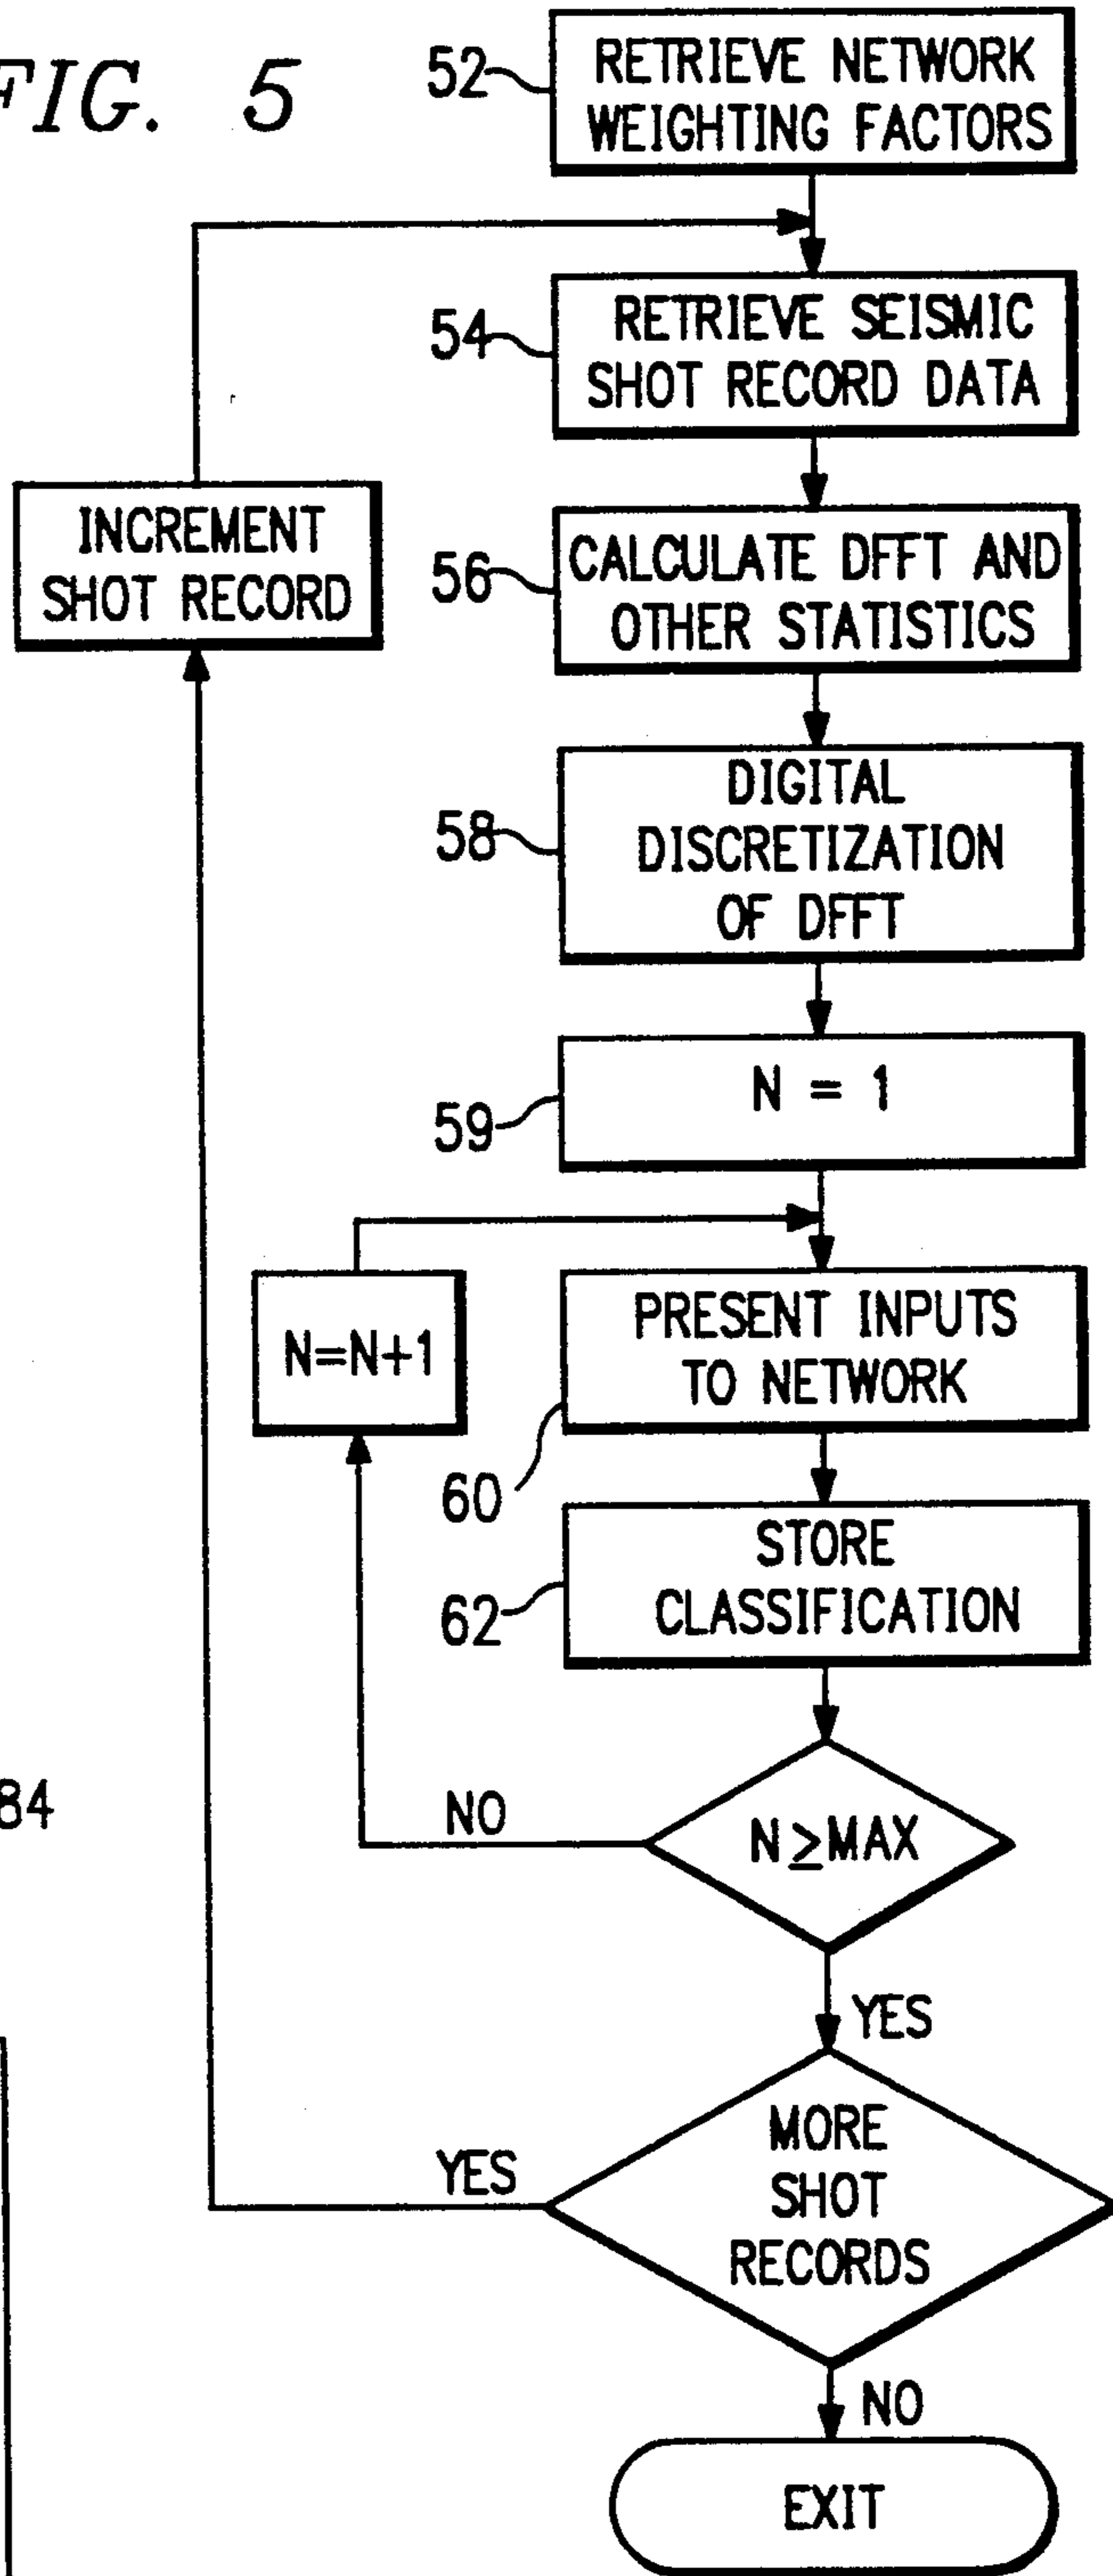 FIG. 5
52
RETRIEVE NETWORK
WEIGHTING FACTORS
54
RETRIEVE SEISMIC
SHOT RECORD DATA
INCREMENT
SHOT RECORD
56
CALCULATE DFFT AND
OTHER STATISTICS
58
DIGITAL
DISCRETIZATION
OF DFFT
59
N = 1
N=N+1
PRESENT INPUTS
TO NETWORK
60
62
STORE
CLASSIFICATION
84
NO
N≥MAX
YES
YES
MORE
SHOT
RECORDS
NO
EXIT